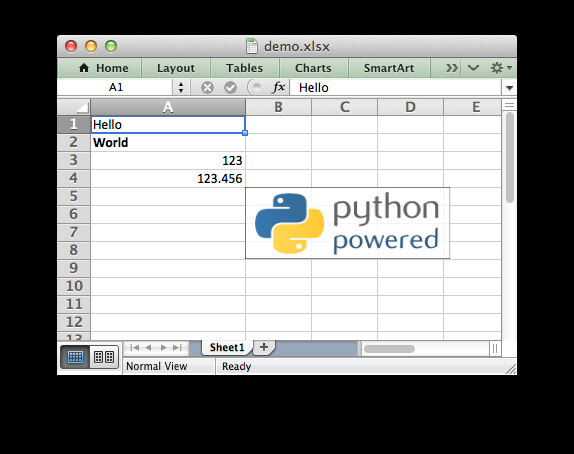 demo.xlsx
Home Layout Tables Charts SmartArt
A1 fx Hello
A B C D E
1 Hello
2 World
3 123
4 123.456
5
6
7
8
python
powered
9
10
11
12
13
Sheet1
Normal View Ready